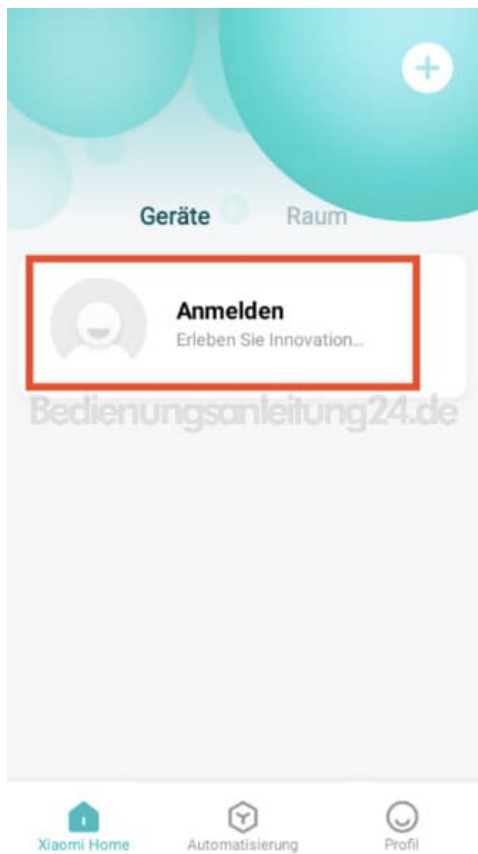 Geräte Raum
Anmelden
Erleben Sie Innovation...
Bedienungsanleitung24.de
Xiaomi Home Automatisierung Profil